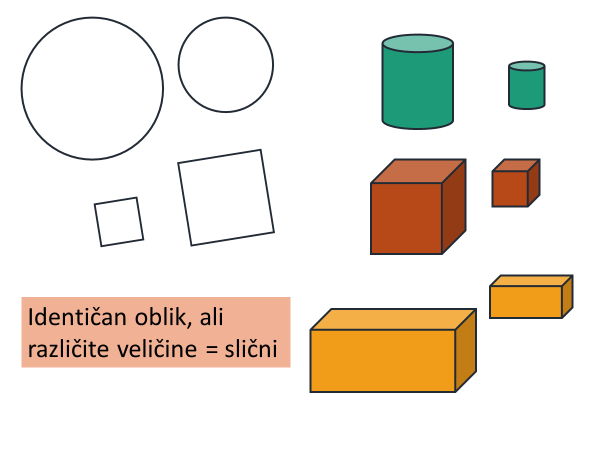 Identičan oblik, ali
različite veličine = slični